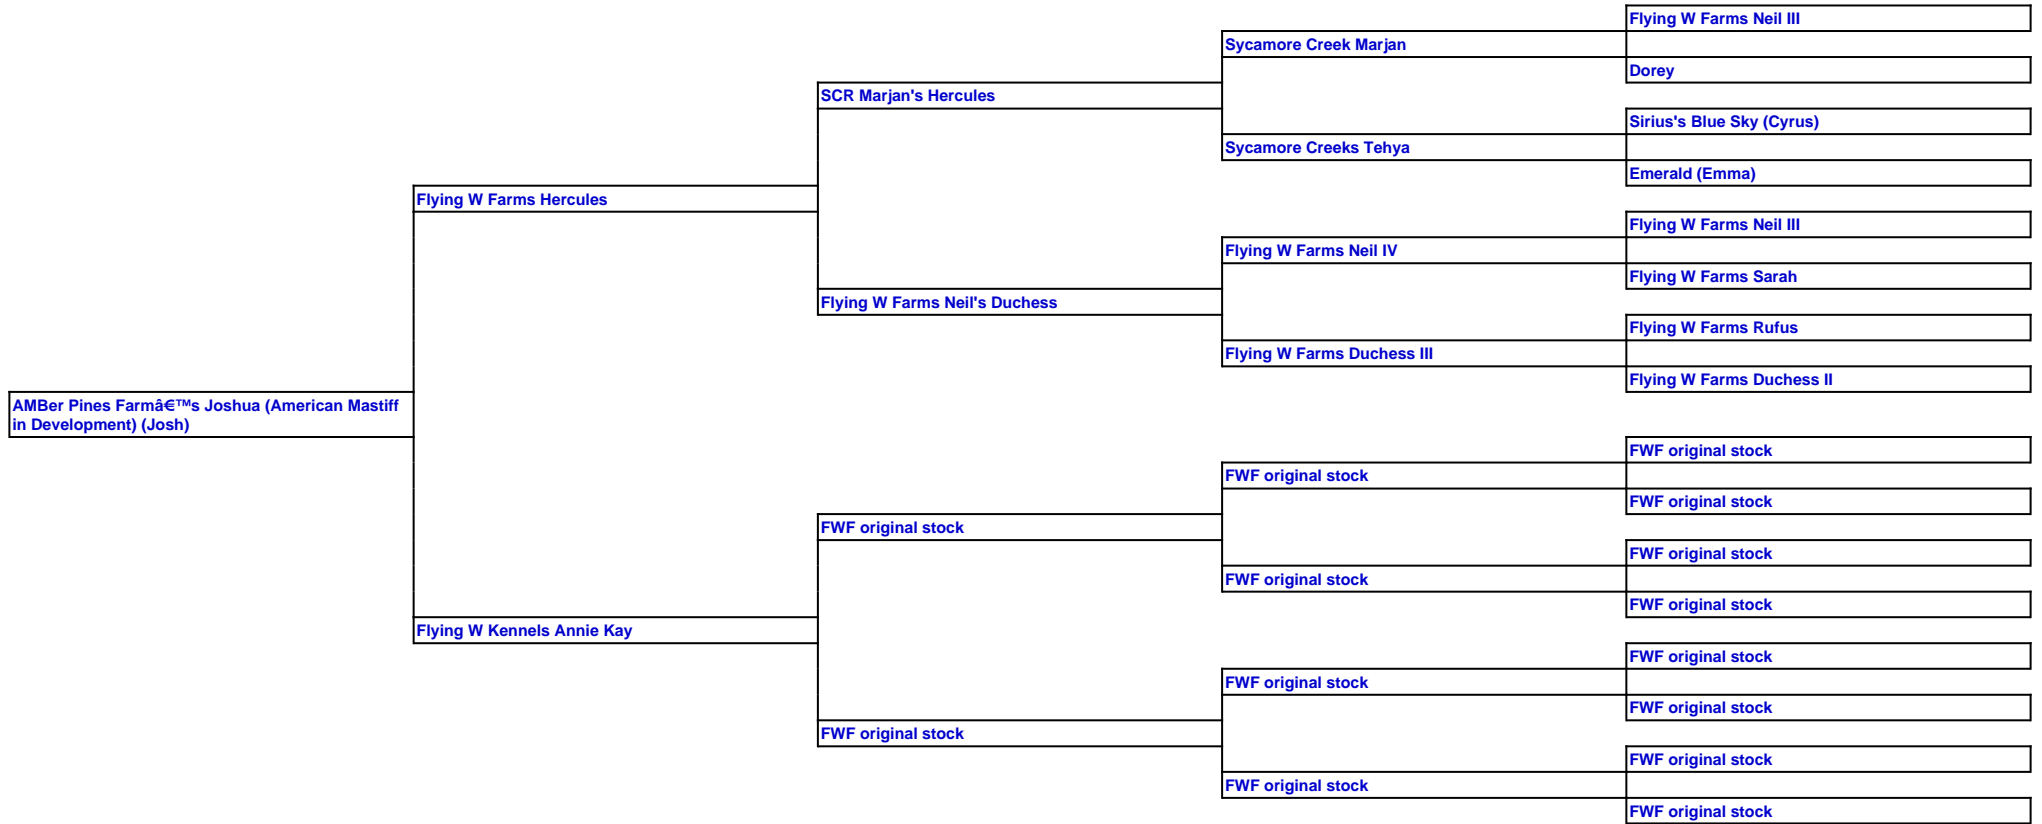 Flying W Farms Neil III
Sycamore Creek Marjan
Dorey
SCR Marjan's Hercules
Sirius's Blue Sky (Cyrus)
Sycamore Creeks Tehya
Emerald (Emma)
Flying W Farms Hercules
Flying W Farms Neil III
Flying W Farms Neil IV
Flying W Farms Sarah
Flying W Farms Neil's Duchess
Flying W Farms Rufus
Flying W Farms Duchess III
Flying W Farms Duchess II
AMBer Pines Farmâ€™s Joshua (American Mastiff
in Development) (Josh)
FWF original stock
FWF original stock
FWF original stock
FWF original stock
FWF original stock
FWF original stock
FWF original stock
Flying W Kennels Annie Kay
FWF original stock
FWF original stock
FWF original stock
FWF original stock
FWF original stock
FWF original stock
FWF original stock